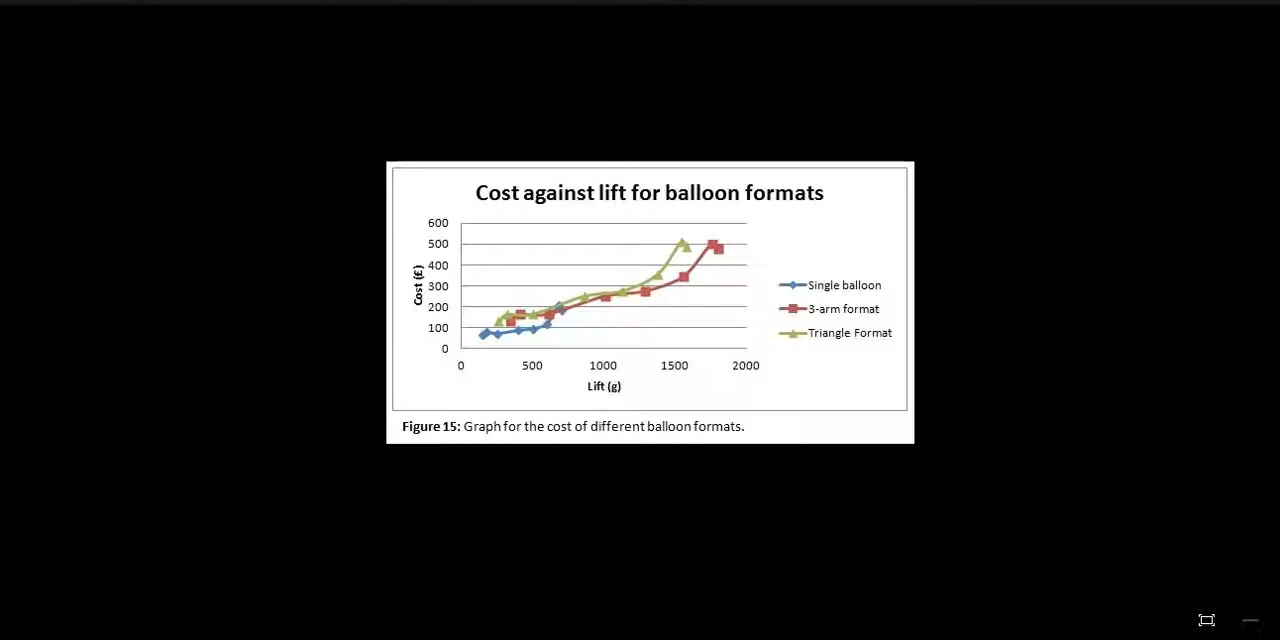 Cost against lift for balloon formats
600
500
400
300
200
100
0
Cost (£)
0 500 1000 1500 2000
Lift (g)
Single balloon
3-arm format
Triangle Format
Figure 15: Graph for the cost of different balloon formats.